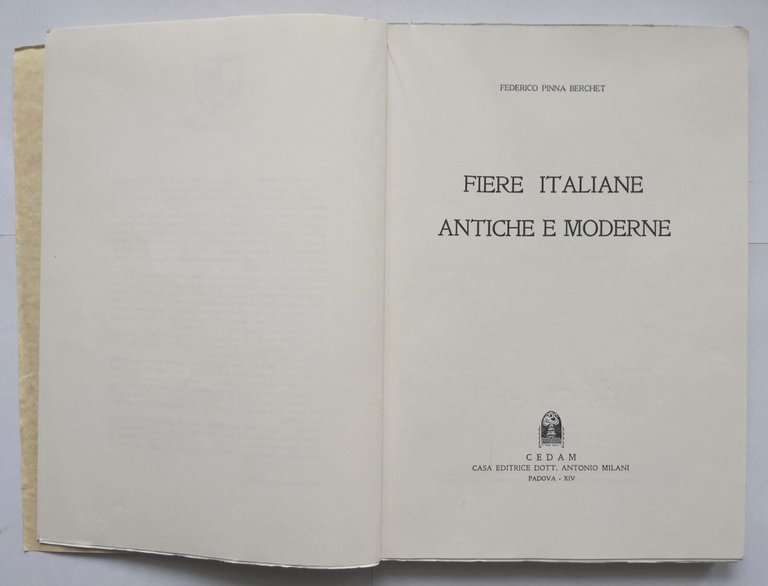 FEDERICO PINNA BERCHET
FIERE ITALIANE
ANTICHE E MODERNE
CEDAM
CASA EDITRICE DOTT. ANTONIO MILANI
PADOVA - XIV